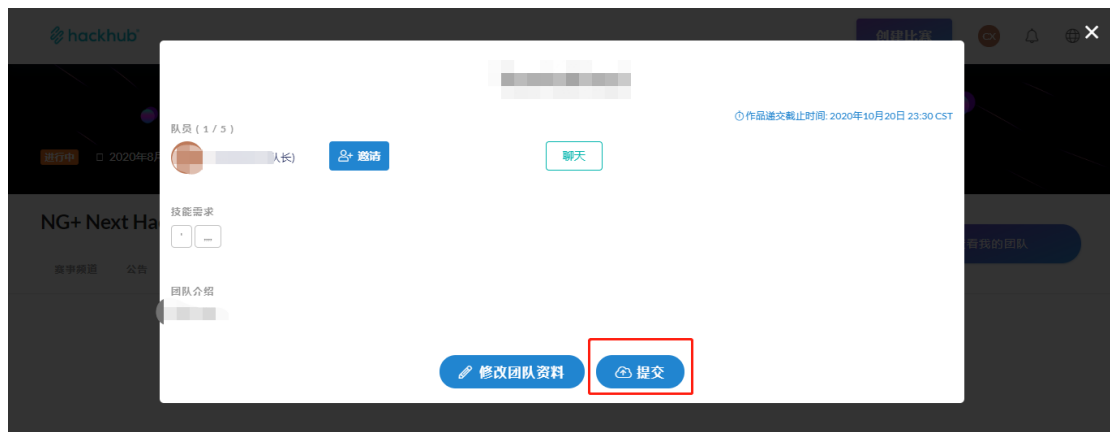 hackhub
创建比赛
CX
作品递交截止时间: 2020年10月20日 23:30 CST
队员 ( 1 / 5 )
队长)
邀请
聊天
进行中
2020年8月
NG+ Next Ha
技能需求
' _
看我的团队
赛事频道 公告
团队介绍
修改团队资料
提交